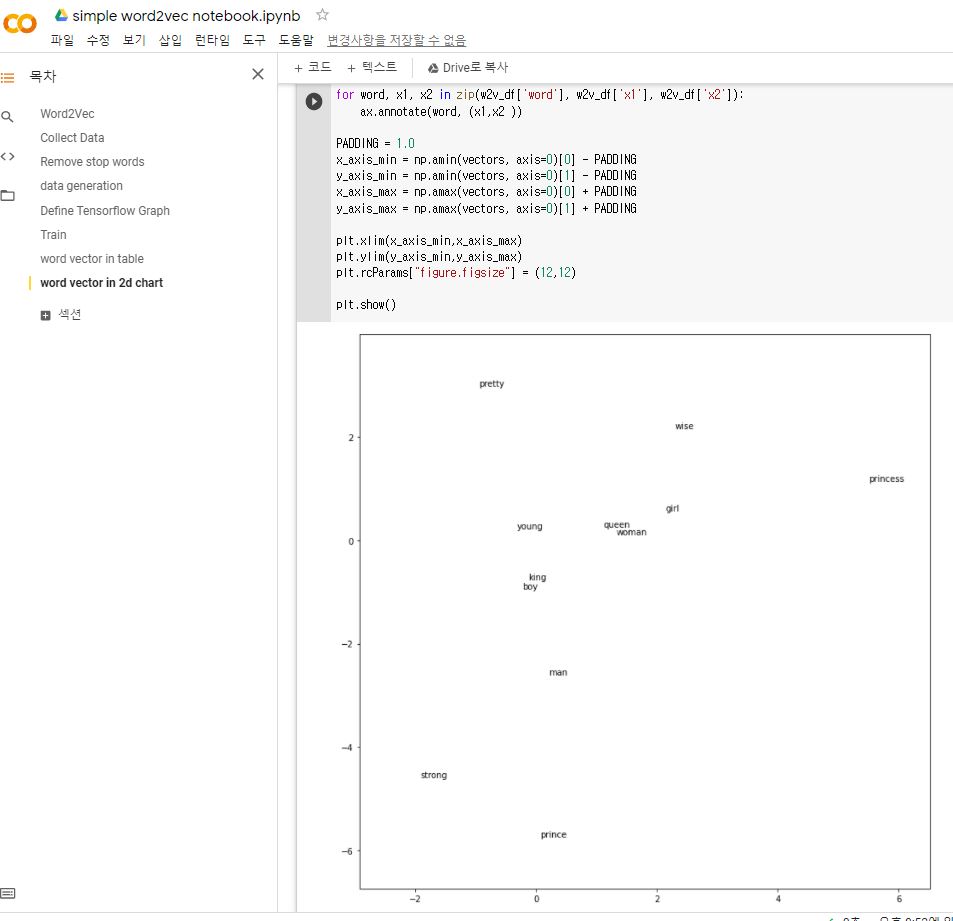 simple word2vec notebook.ipynb
파일 수정 보기 삽입 런타임 도구 도움말 변경사항을 저장할 수 없음
목차
+ 코드 + 텍스트 Drive로 복사
Word2Vec
Collect Data
Remove stop words
data generation
Define Tensorflow Graph
Train
word vector in table
word vector in 2d chart
섹션
for word, x1, x2 in zip(w2v_df['word'], w2v_df['x1'], w2v_df['x2']):
ax.annotate(word, (x1,x2 ))
PADDING = 1.0
x_axis_min = np.amin(vectors, axis=0)[0] - PADDING
y_axis_min = np.amin(vectors, axis=0)[1] - PADDING
x_axis_max = np.amax(vectors, axis=0)[0] + PADDING
y_axis_max = np.amax(vectors, axis=0)[1] + PADDING
plt.xlim(x_axis_min,x_axis_max)
plt.ylim(y_axis_min,y_axis_max)
plt.rcParams["figure.figsize"] = (12,12)
plt.show()
pretty
wise
2
princess
girl
young
queen
woman
0
king
boy
−2
man
−4
strong
prince
−6
−2 0 2 4 6